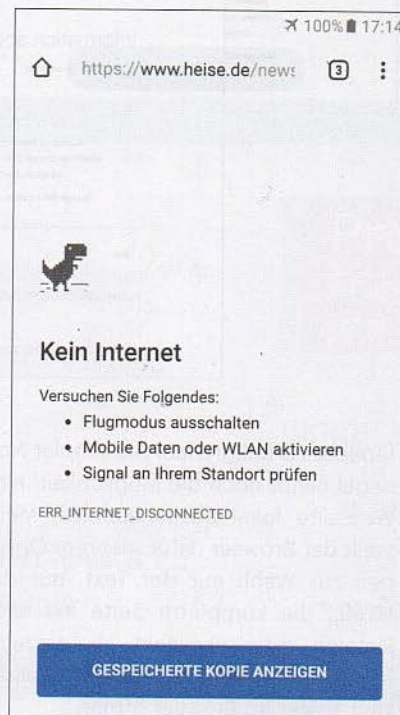 100% 17:14
https://www.heise.de/news
3
Kein Internet
Versuchen Sie Folgendes:
• Flugmodus ausschalten
• Mobile Daten oder WLAN aktivieren
• Signal an Ihrem Standort prüfen
ERR_INTERNET_DISCONNECTED
GESPEICHERTE KOPIE ANZEIGEN